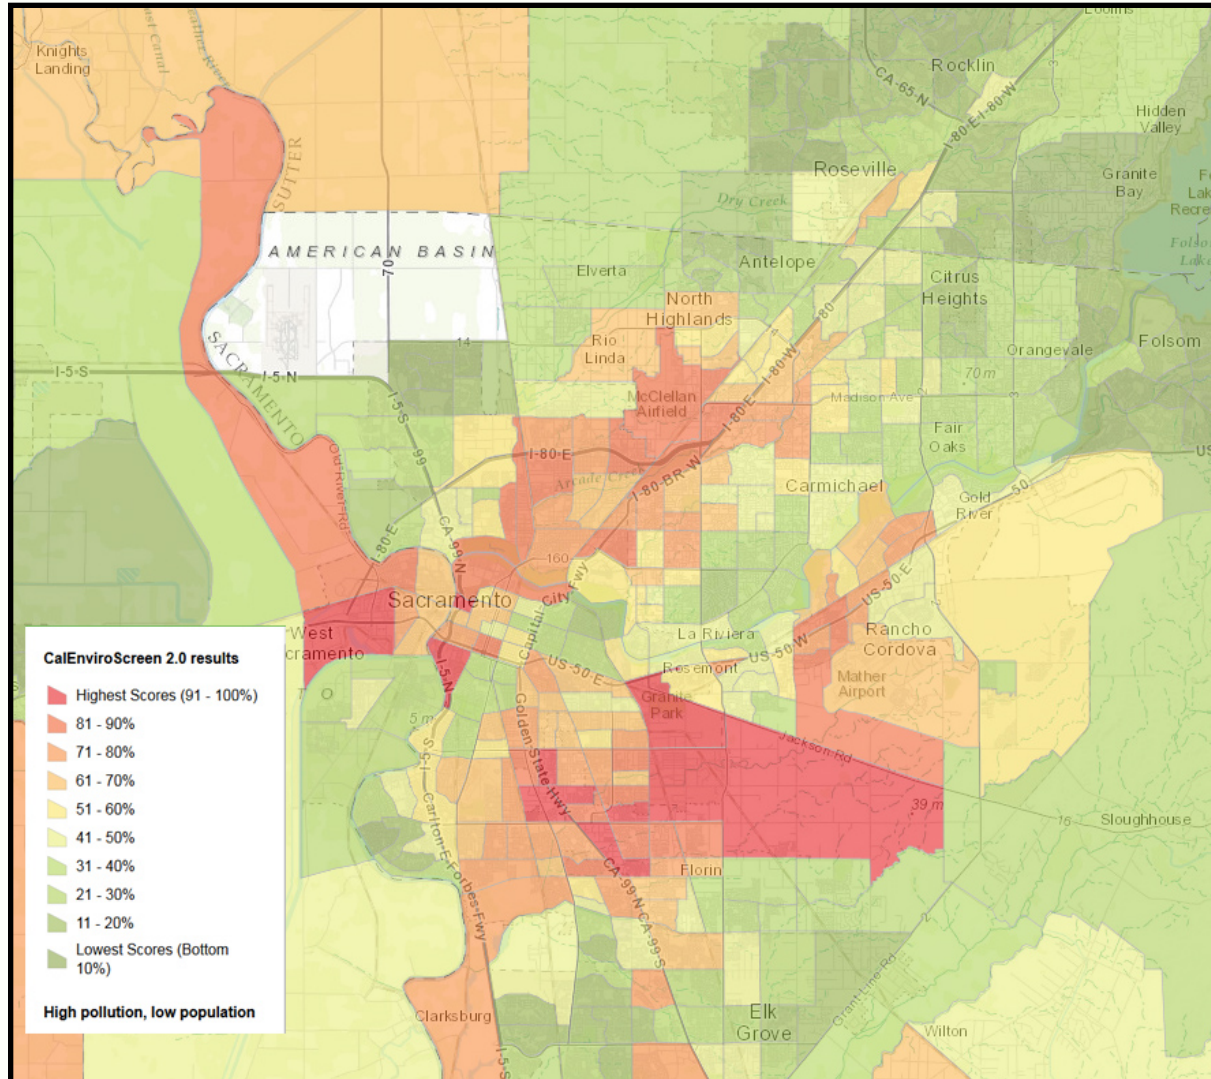 Knights
Landing
SUTTER
Loomis
Rocklin
CA-65-N
I-80-E
I-80-W
Hidden
Valley
Roseville
Granite
Bay
Dry Creek
AMERICAN BASIN
70
Elverta
Antelope
Citrus
Heights
North
Highlands
80
Folsom
14
Rio
Linda
Orangevale
SACRAMENTO
I-5-S
I-5-N
I-80-W
70 m
I-5-S
99
McClellan
Airfield
I-80-E
Madison Ave
Fair
Oaks
Old River Rd
I-80-E
Arcade Creek
I-80-BR-W
Carmichael
Gold
River
50
I-80-E
CA-99-N
160
Sacramento
Capital City Fwy
US-50-E
West
cramento
La Riviera
US-50-W
Rancho
Cordova
Rosemont
US-50-E
I-5-N
Mather
Airport
Granite
Park
5 m
Golden State Hwy
Jackson Rd
I-5-S
39 m
16
Sloughhouse
Carlton E Forbes Fwy
Florin
CA-99-N
CA-99-S
Clarksburg
Elk
Grove
Grant Line Rd
Wilton
I-5-S
CalEnviroScreen 2.0 results
Highest Scores (91 - 100%)
81 - 90%
71 - 80%
61 - 70%
51 - 60%
41 - 50%
31 - 40%
21 - 30%
11 - 20%
Lowest Scores (Bottom
10%)
High pollution, low population